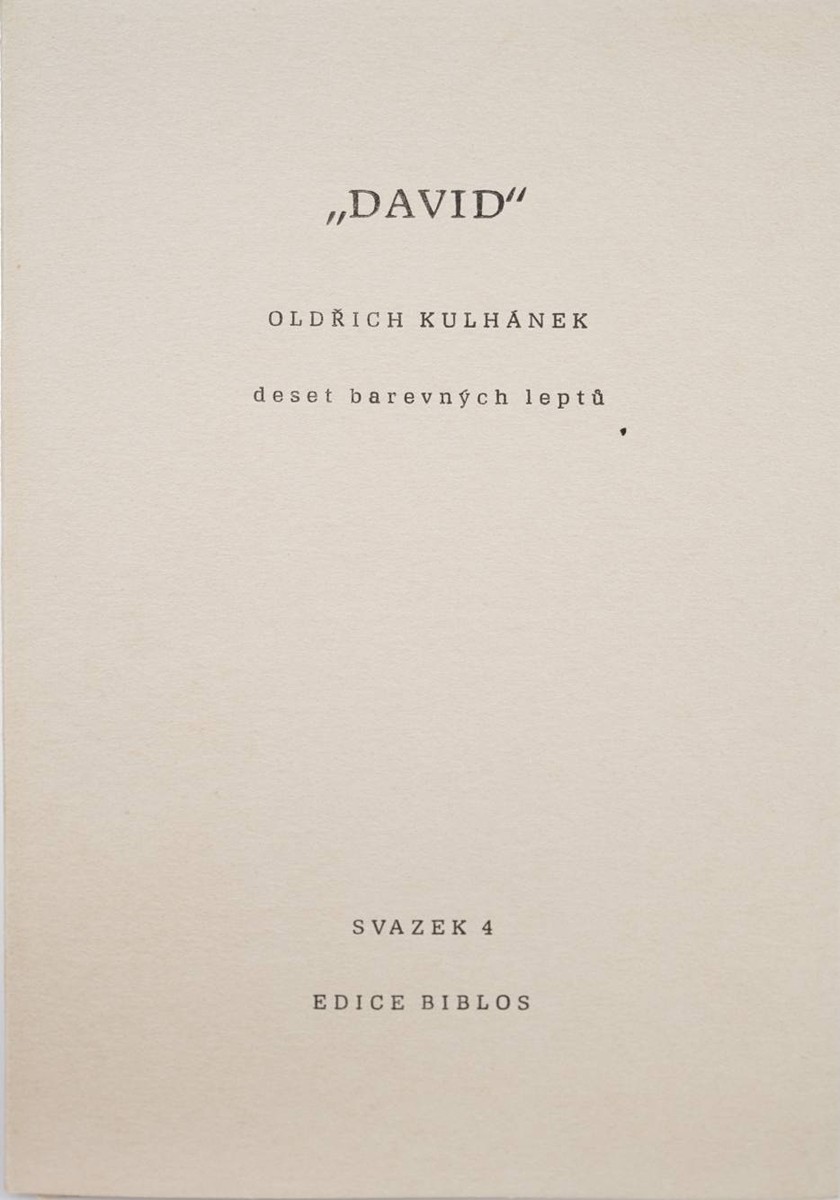 „DAVID“
OLDŘICH KULHÁNEK
deset barevných leptů
SVAZEK 4
EDICE BIBLOS